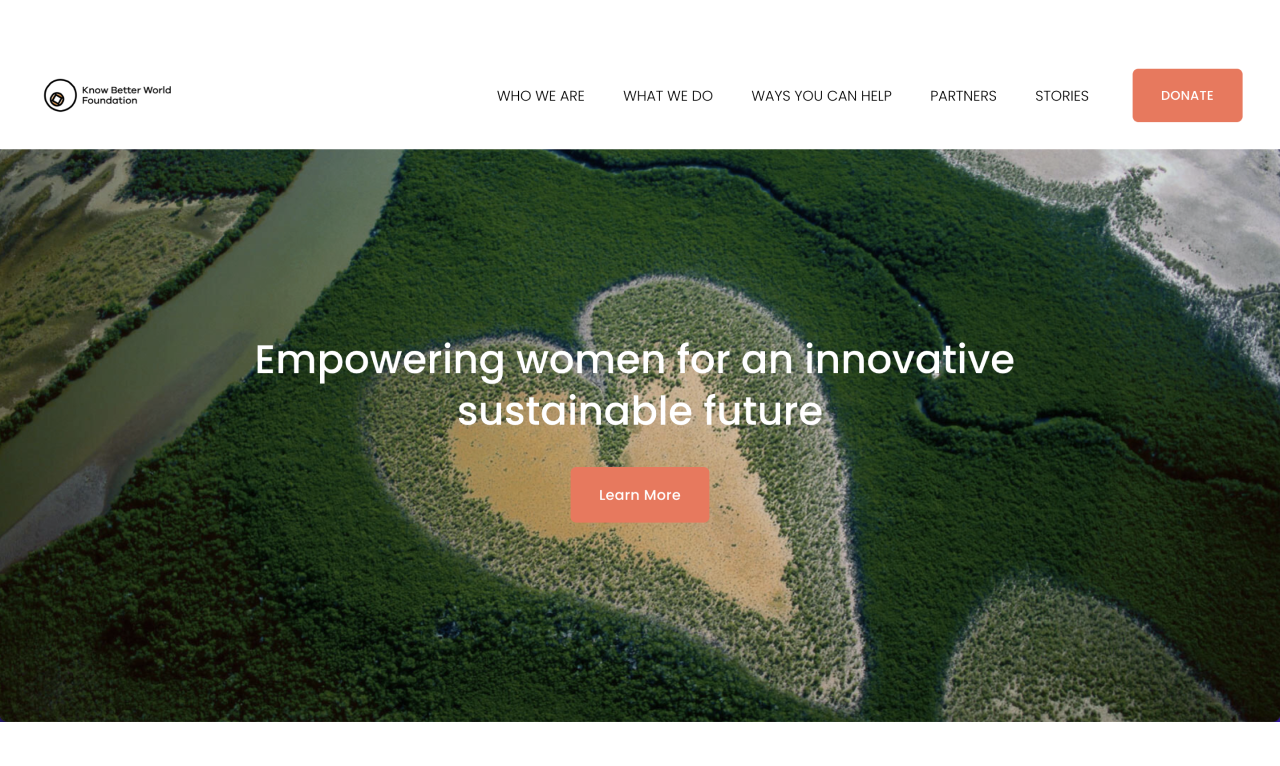 Know Better World
Foundation
WHO WE ARE
WHAT WE DO
WAYS YOU CAN HELP
PARTNERS
STORIES
DONATE
Empowering women for an innovative
sustainable future
Learn More